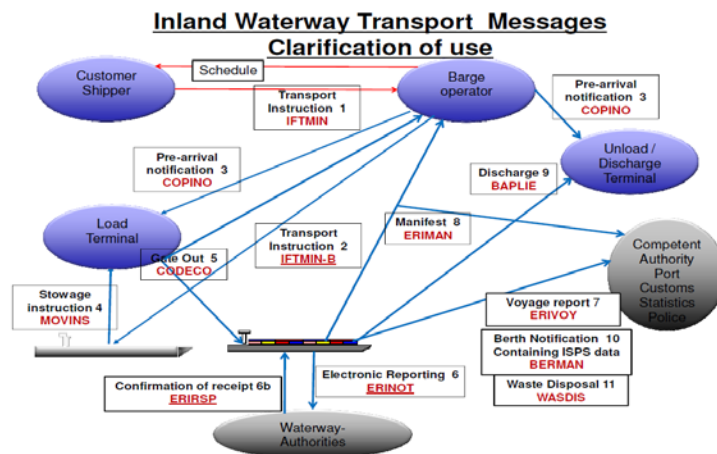 Inland Waterway Transport Messages
Clarification of use
Customer
Shipper
Schedule
Barge
operator
Transport
Instruction 1
IFTMIN
Pre-arrival
notification 3
COPINO
Unload /
Discharge
Terminal
Pre-arrival
notification 3
COPINO
Discharge 9
BAPLIE
Load
Terminal
Manifest 8
ERIMAN
Transport
Instruction 2
IFTMIN-B
Gate Out 5
CODECO
Competent
Authority
Port
Customs
Statistics
Police
Stowage
instruction 4
MOVINS
Voyage report 7
ERIVOY
Berth Notification 10
Containing ISPS data
BERMAN
Waste Disposal 11
WASDIS
Confirmation of receipt 6b
ERIRSP
Electronic Reporting 6
ERINOT
Waterway-
Authorities